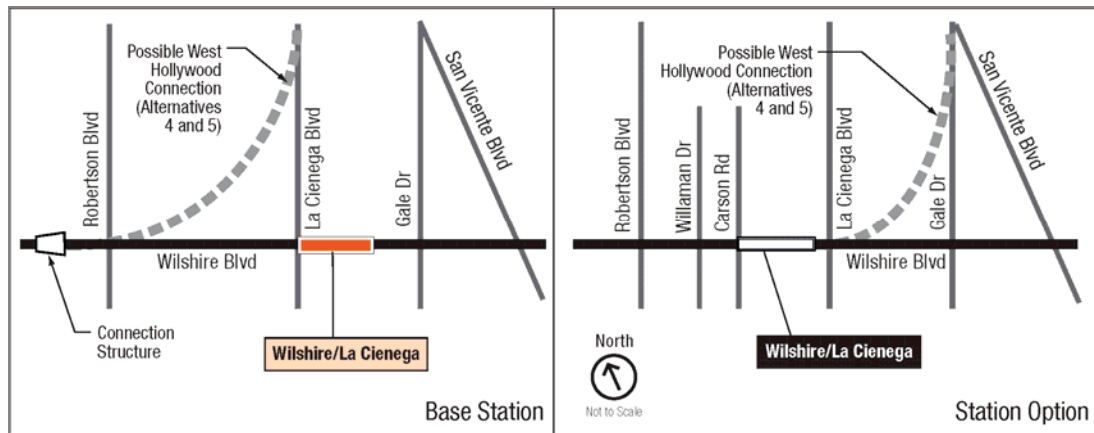 Possible West
Hollywood
Connection
(Alternatives
4 and 5)
Robertson Blvd
La Cienega Blvd
Gale Dr
San Vicente Blvd
Wilshire Blvd
Connection
Structure
Wilshire/La Cienega
Base Station
Possible West
Hollywood Connection
(Alternatives
4 and 5)
Robertson Blvd
Willaman Dr
Carson Rd
La Cienega Blvd
Gale Dr
San Vicente Blvd
Wilshire Blvd
North
Not to Scale
Wilshire/La Cienega
Station Option